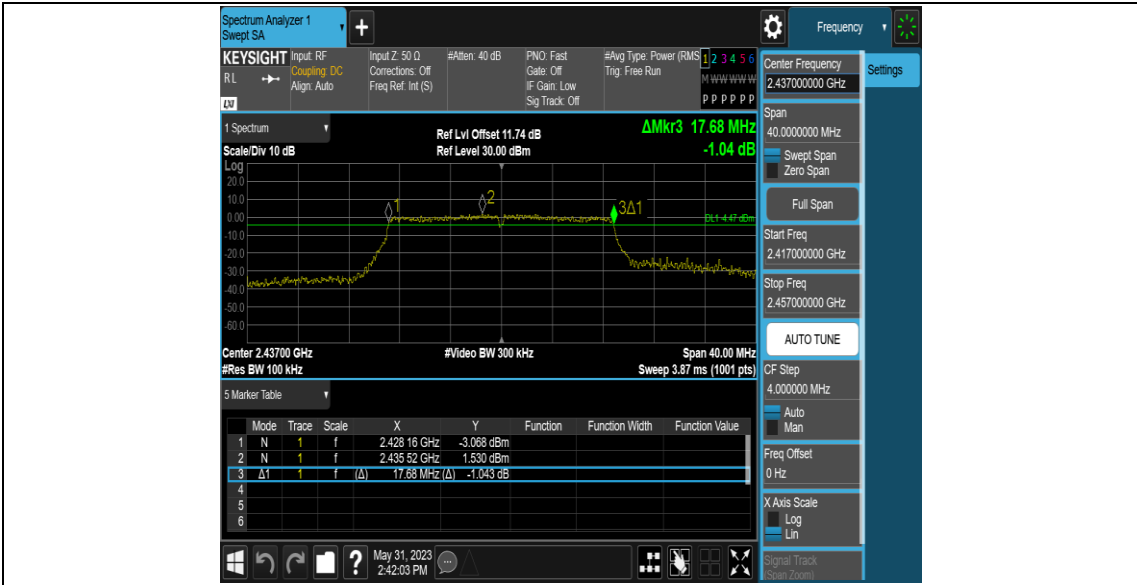 Spectrum Analyzer 1
Swept SA
+
Frequency
KEYSIGHT
RL
LXI
Input: RF
Coupling: DC
Align: Auto
Input Z: 50 Ω
Corrections: Off
Freq Ref: Int (S)
#Atten: 40 dB
PNO: Fast
Gate: Off
IF Gain: Low
Sig Track: Off
#Avg Type: Power (RMS
Trig: Free Run
1 2 3 4 5 6
M W W W W W
P P P P P P
1 Spectrum
Scale/Div 10 dB
Ref Lvl Offset 11.74 dB
Ref Level 30.00 dBm
ΔMkr3 17.68 MHz
-1.04 dB
Log
20.0
10.0
0.00
-10.0
-20.0
-30.0
-40.0
-50.0
-60.0
1
2
3Δ1
DL1 -4.47 dBm
Center 2.43700 GHz
#Video BW 300 kHz
Span 40.00 MHz
#Res BW 100 kHz
Sweep 3.87 ms (1001 pts)
5 Marker Table
Mode Trace Scale X Y Function Function Width Function Value
1 N 1 f 2.428 16 GHz -3.068 dBm
2 N 1 f 2.435 52 GHz 1.530 dBm
3 Δ1 1 f (Δ) 17.68 MHz (Δ) -1.043 dB
4
5
6
?
May 31, 2023
2:42:03 PM
Center Frequency
2.437000000 GHz
Settings
Span
40.0000000 MHz
Swept Span
Zero Span
Full Span
Start Freq
2.417000000 GHz
Stop Freq
2.457000000 GHz
AUTO TUNE
CF Step
4.000000 MHz
Auto
Man
Freq Offset
0 Hz
X Axis Scale
Log
Lin
Signal Track
(Span Zoom)